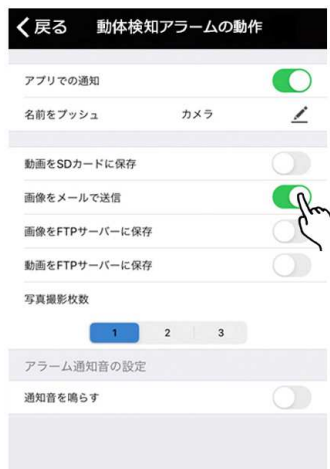 戻る 動体検知アラームの動作
アプリでの通知
名前をプッシュ カメラ
動画をSDカードに保存
画像をメールで送信
画像をFTPサーバーに保存
動画をFTPサーバーに保存
写真撮影枚数
1 2 3
アラーム通知音の設定
通知音を鳴らす